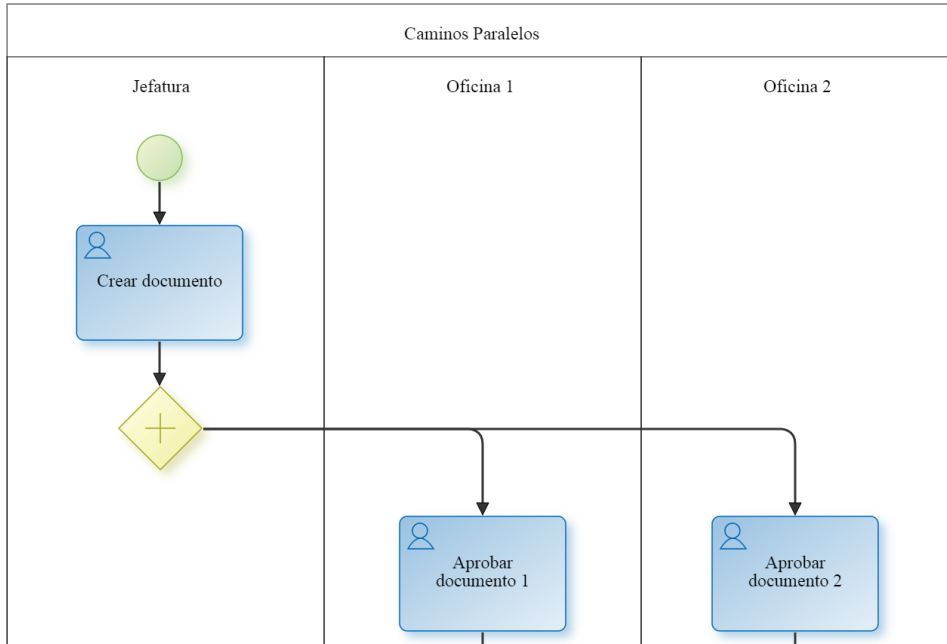 Caminos Paralelos
Jefatura
Oficina 1
Oficina 2
Crear documento
Aprobar
documento 1
Aprobar
documento 2